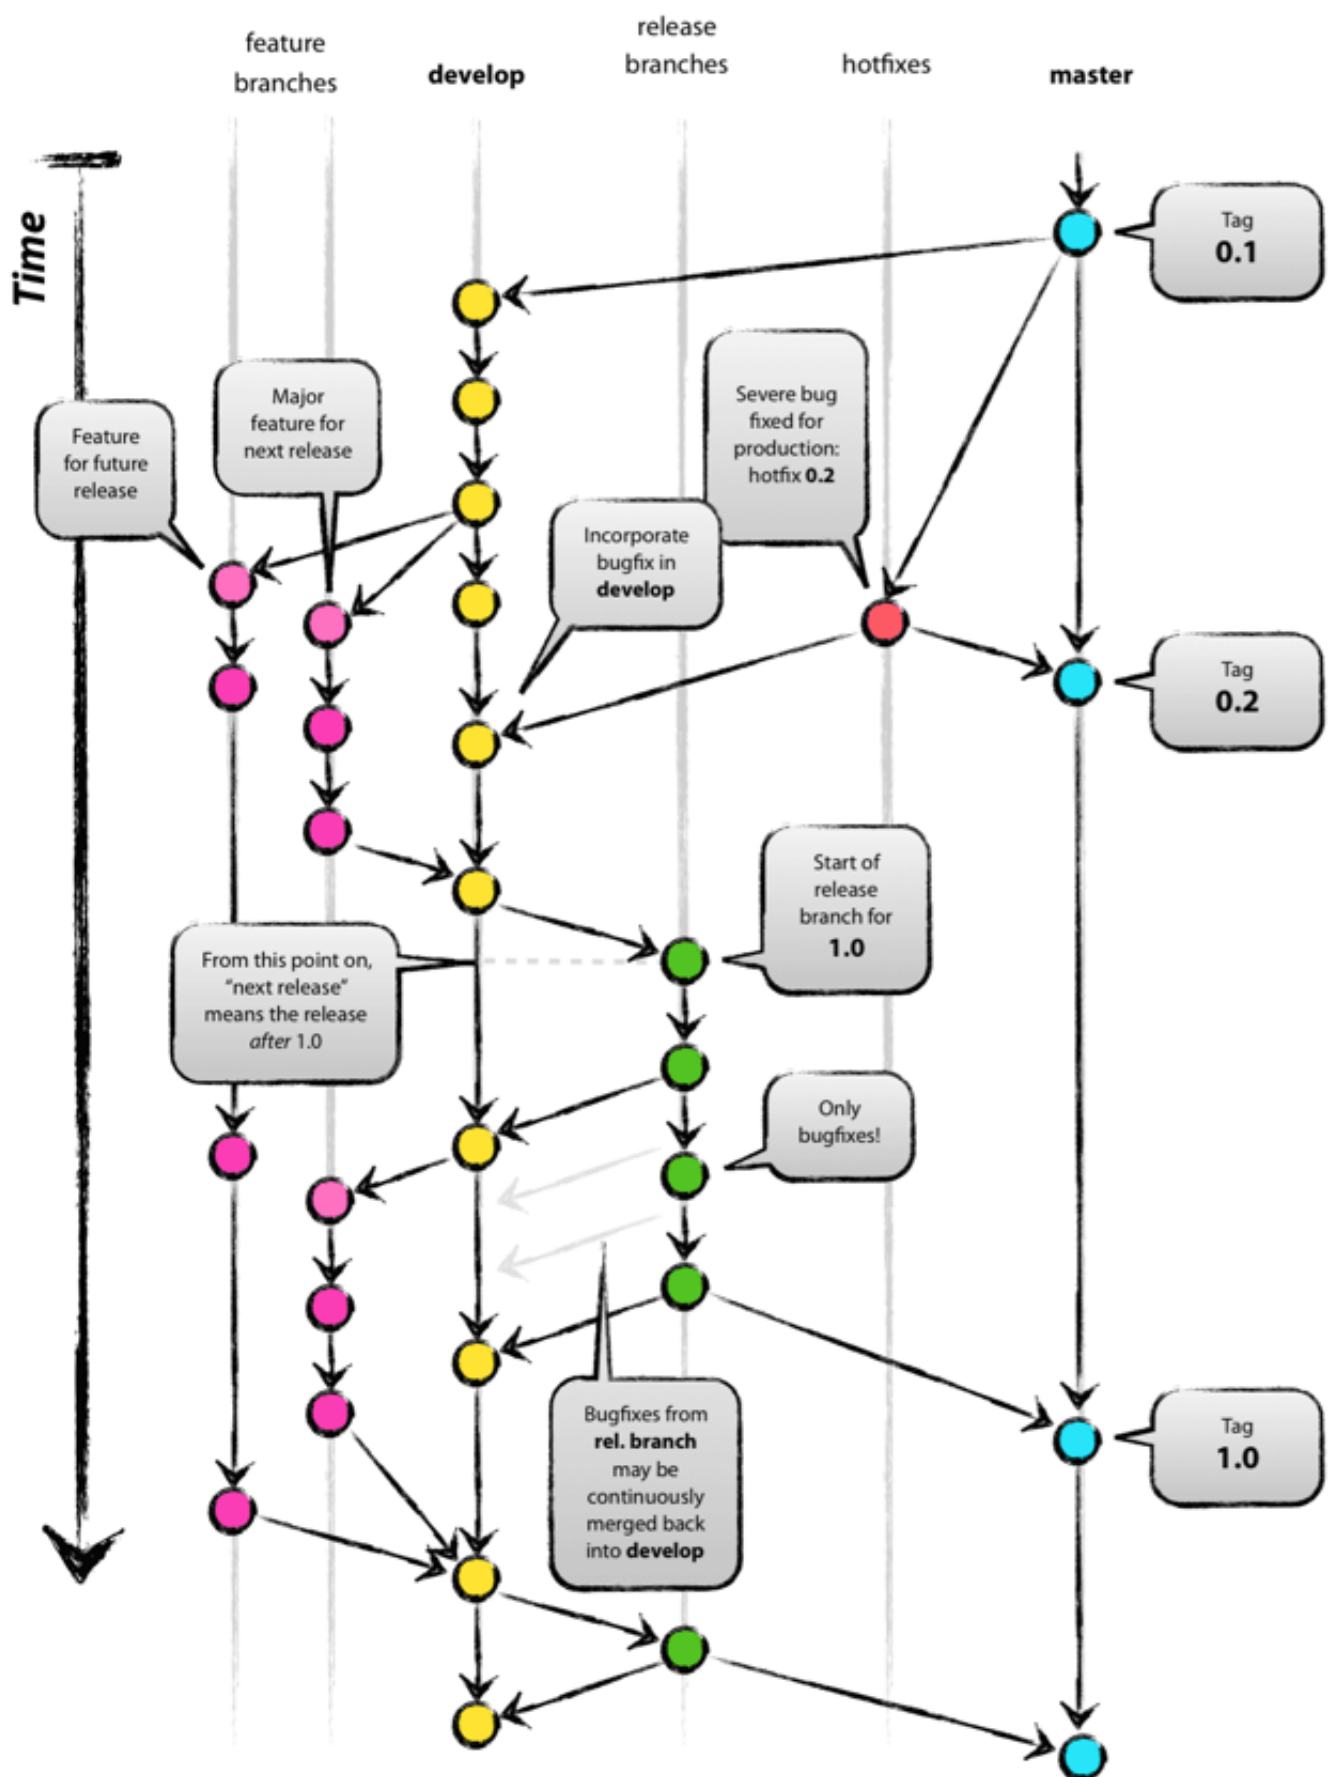 feature
branches
develop
release
branches
hotfixes
master
Time
Tag
0.1
Feature
for future
release
Major
feature for
next release
Severe bug
fixed for
production:
hotfix 0.2
Incorporate
bugfix in
develop
Tag
0.2
Start of
release
branch for
1.0
From this point on,
“next release”
means the release
after 1.0
Only
bugfixes!
Bugfixes from
rel. branch
may be
continuously
merged back
into develop
Tag
1.0